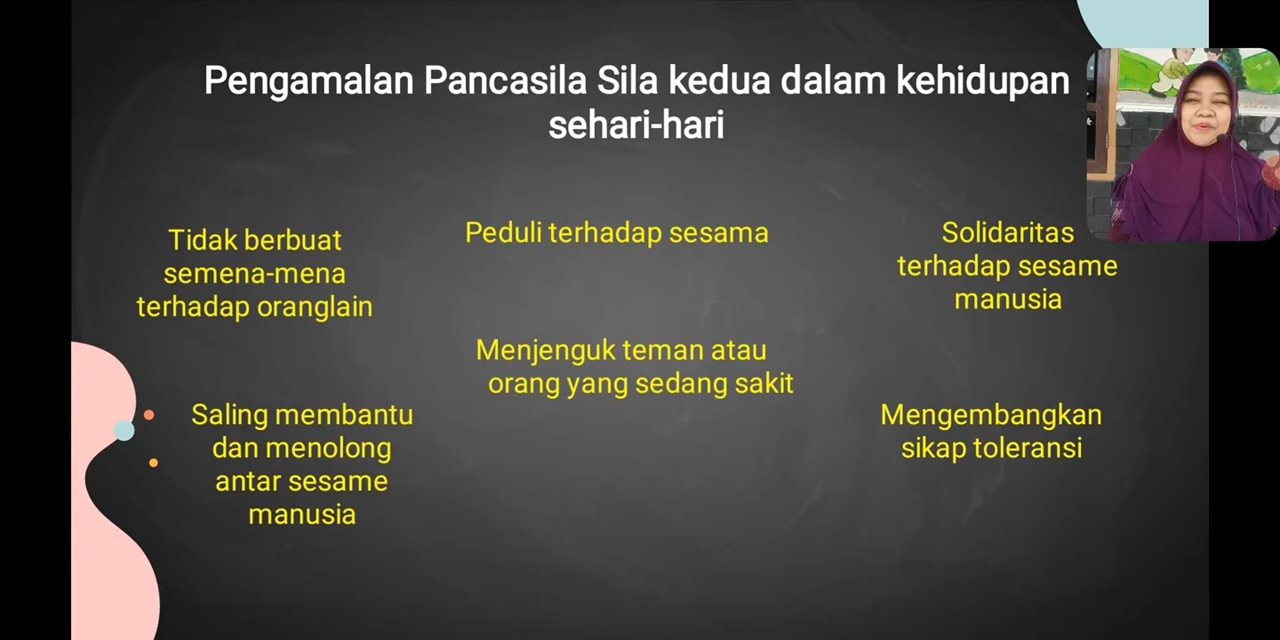 Pengamalan Pancasila Sila kedua dalam kehidupan
sehari-hari
Tidak berbuat
semena-mena
terhadap oranglain
Peduli terhadap sesama
Solidaritas
terhadap sesame
manusia
Menjenguk teman atau
orang yang sedang sakit
Saling membantu
dan menolong
antar sesame
manusia
Mengembangkan
sikap toleransi